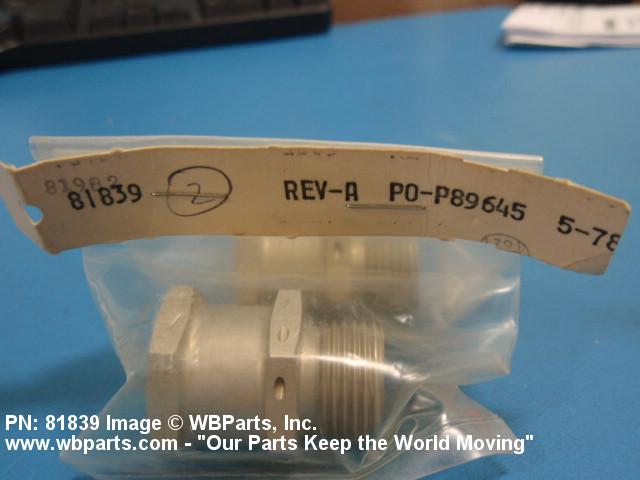 81982
81839 2 REV-A PO-P89645 5-78
PN: 81839 Image © WBParts, Inc.
www.wbparts.com - "Our Parts Keep the World Moving"